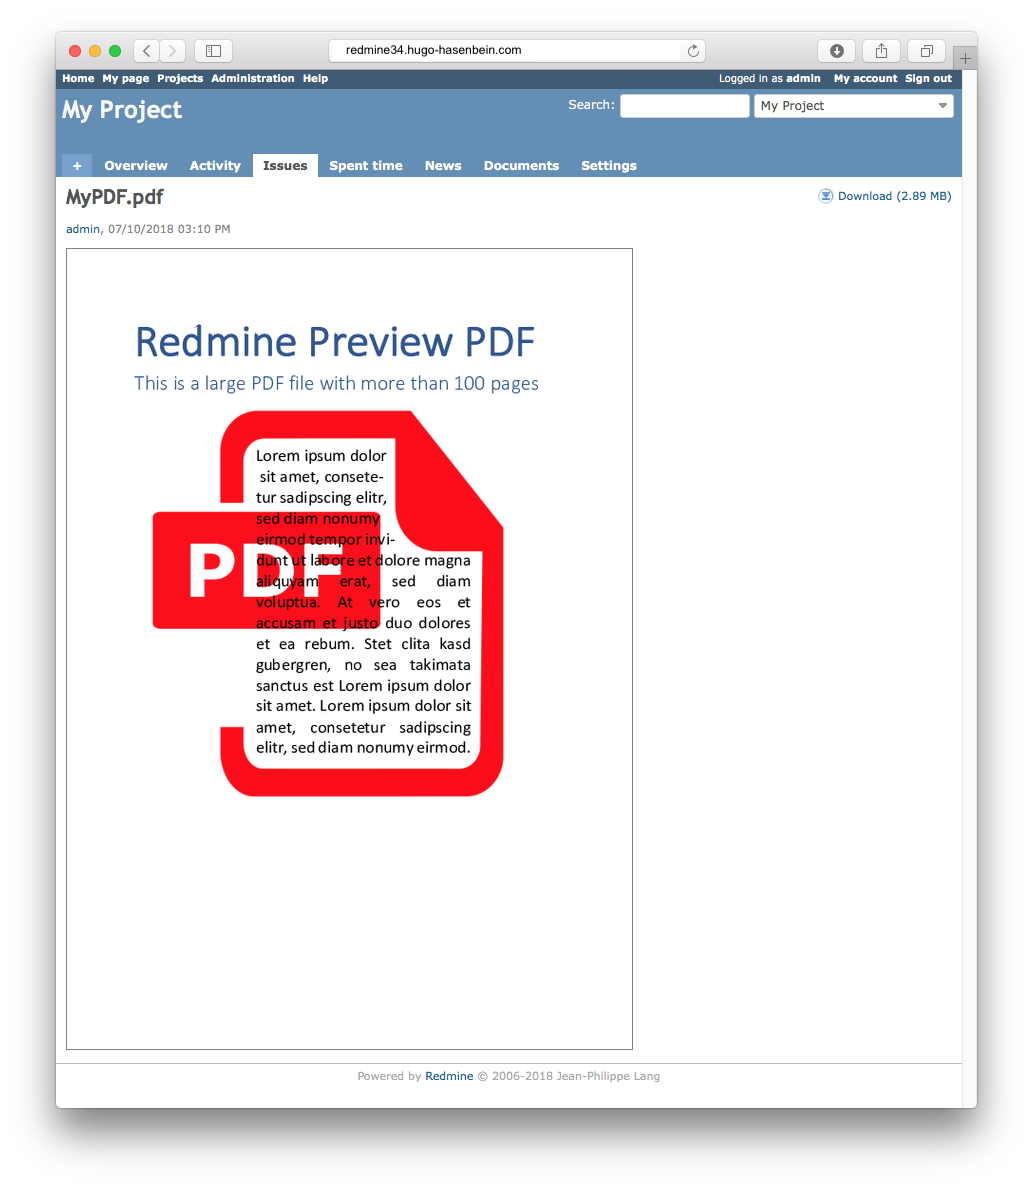 redmine34.hugo-hasenbein.com
Home My page Projects Administration Help Logged in as admin My account Sign out
My Project Search: My Project
+ Overview Activity Issues Spent time News Documents Settings
MyPDF.pdf Download (2.89 MB)
admin, 07/10/2018 03:10 PM
Redmine Preview PDF
This is a large PDF file with more than 100 pages
Lorem ipsum dolor
sit amet, consete-
tur sadipscing elitr,
sed diam nonumy
eirmod tempor invi-
dunt ut labore et dolore magna
aliquyam erat, sed diam
voluptua. At vero eos et
accusam et justo duo dolores
et ea rebum. Stet clita kasd
gubergren, no sea takimata
sanctus est Lorem ipsum dolor
sit amet. Lorem ipsum dolor sit
amet, consetetur sadipscing
elitr, sed diam nonumy eirmod.
PDF
Powered by Redmine © 2006-2018 Jean-Philippe Lang